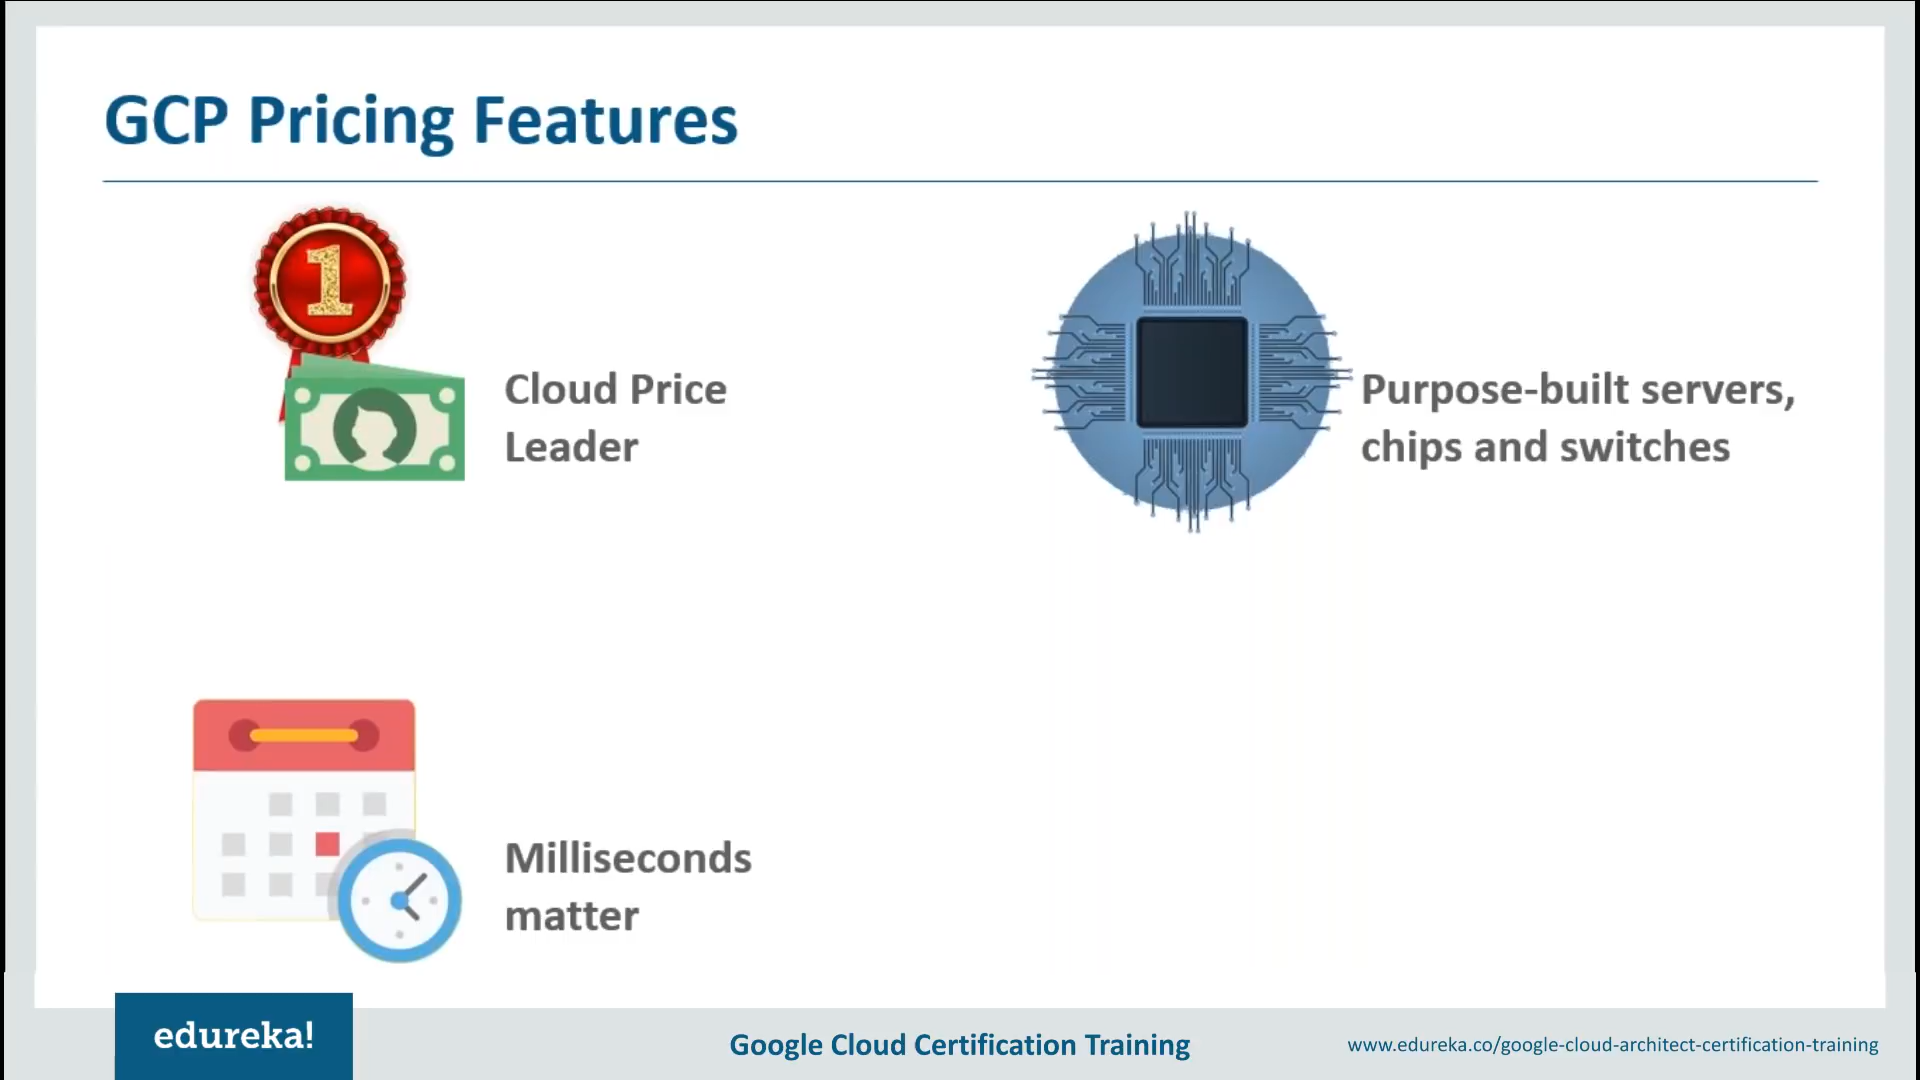 GCP Pricing Features
1
Cloud Price
Leader
Purpose-built servers,
chips and switches
Milliseconds
matter
edureka!
Google Cloud Certification Training
www.edureka.co/google-cloud-architect-certification-training